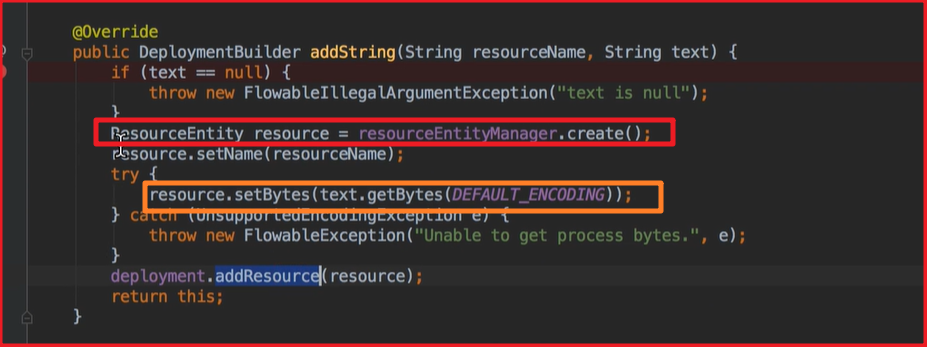 @Override
public DeploymentBuilder addString(String resourceName, String text) {
if (text == null) {
throw new FlowableIllegalArgumentException("text is null");
}
ResourceEntity resource = resourceEntityManager.create();
resource.setName(resourceName);
try {
resource.setBytes(text.getBytes(DEFAULT_ENCODING));
} catch (UnsupportedEncodingException e) {
throw new FlowableException("Unable to get process bytes.", e);
}
deployment.addResource(resource);
return this;
}